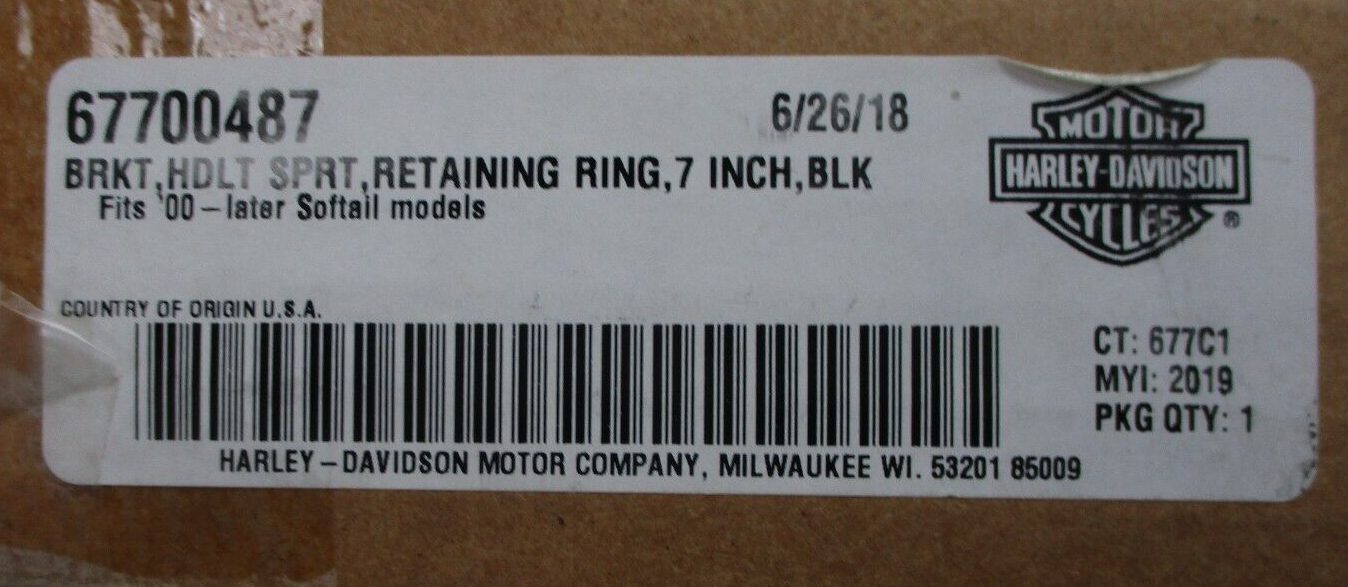 67700487
6/26/18
BRKT,HDLT SPRT,RETAINING RING,7 INCH,BLK
Fits '00-later Softail models
MOTOR
HARLEY-DAVIDSON
CYCLES
®
COUNTRY OF ORIGIN U.S.A.
CT: 677C1
MYI: 2019
PKG QTY: 1
HARLEY-DAVIDSON MOTOR COMPANY, MILWAUKEE WI. 53201 85009